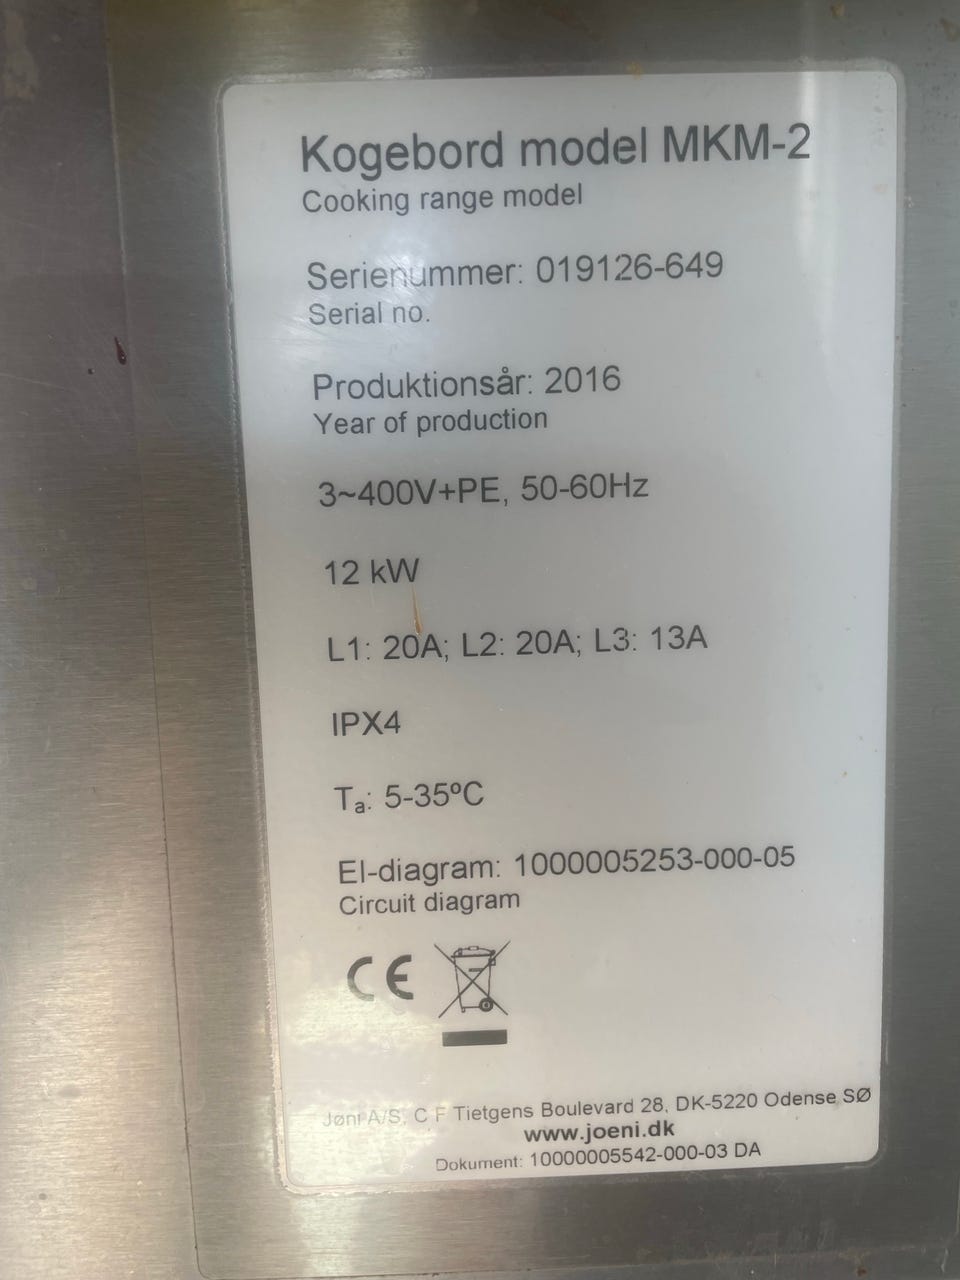 Kogebord model MKM-2
Cooking range model
Serienummer: 019126-649
Serial no.
Produktionsår: 2016
Year of production
3~400V+PE, 50-60Hz
12 kW
L1: 20A; L2: 20A; L3: 13A
IPX4
Ta: 5-35ºC
El-diagram: 1000005253-000-05
Circuit diagram
CE
Jøni A/S, C F Tietgens Boulevard 28, DK-5220 Odense SØ
www.joeni.dk
Dokument: 10000005542-000-03 DA